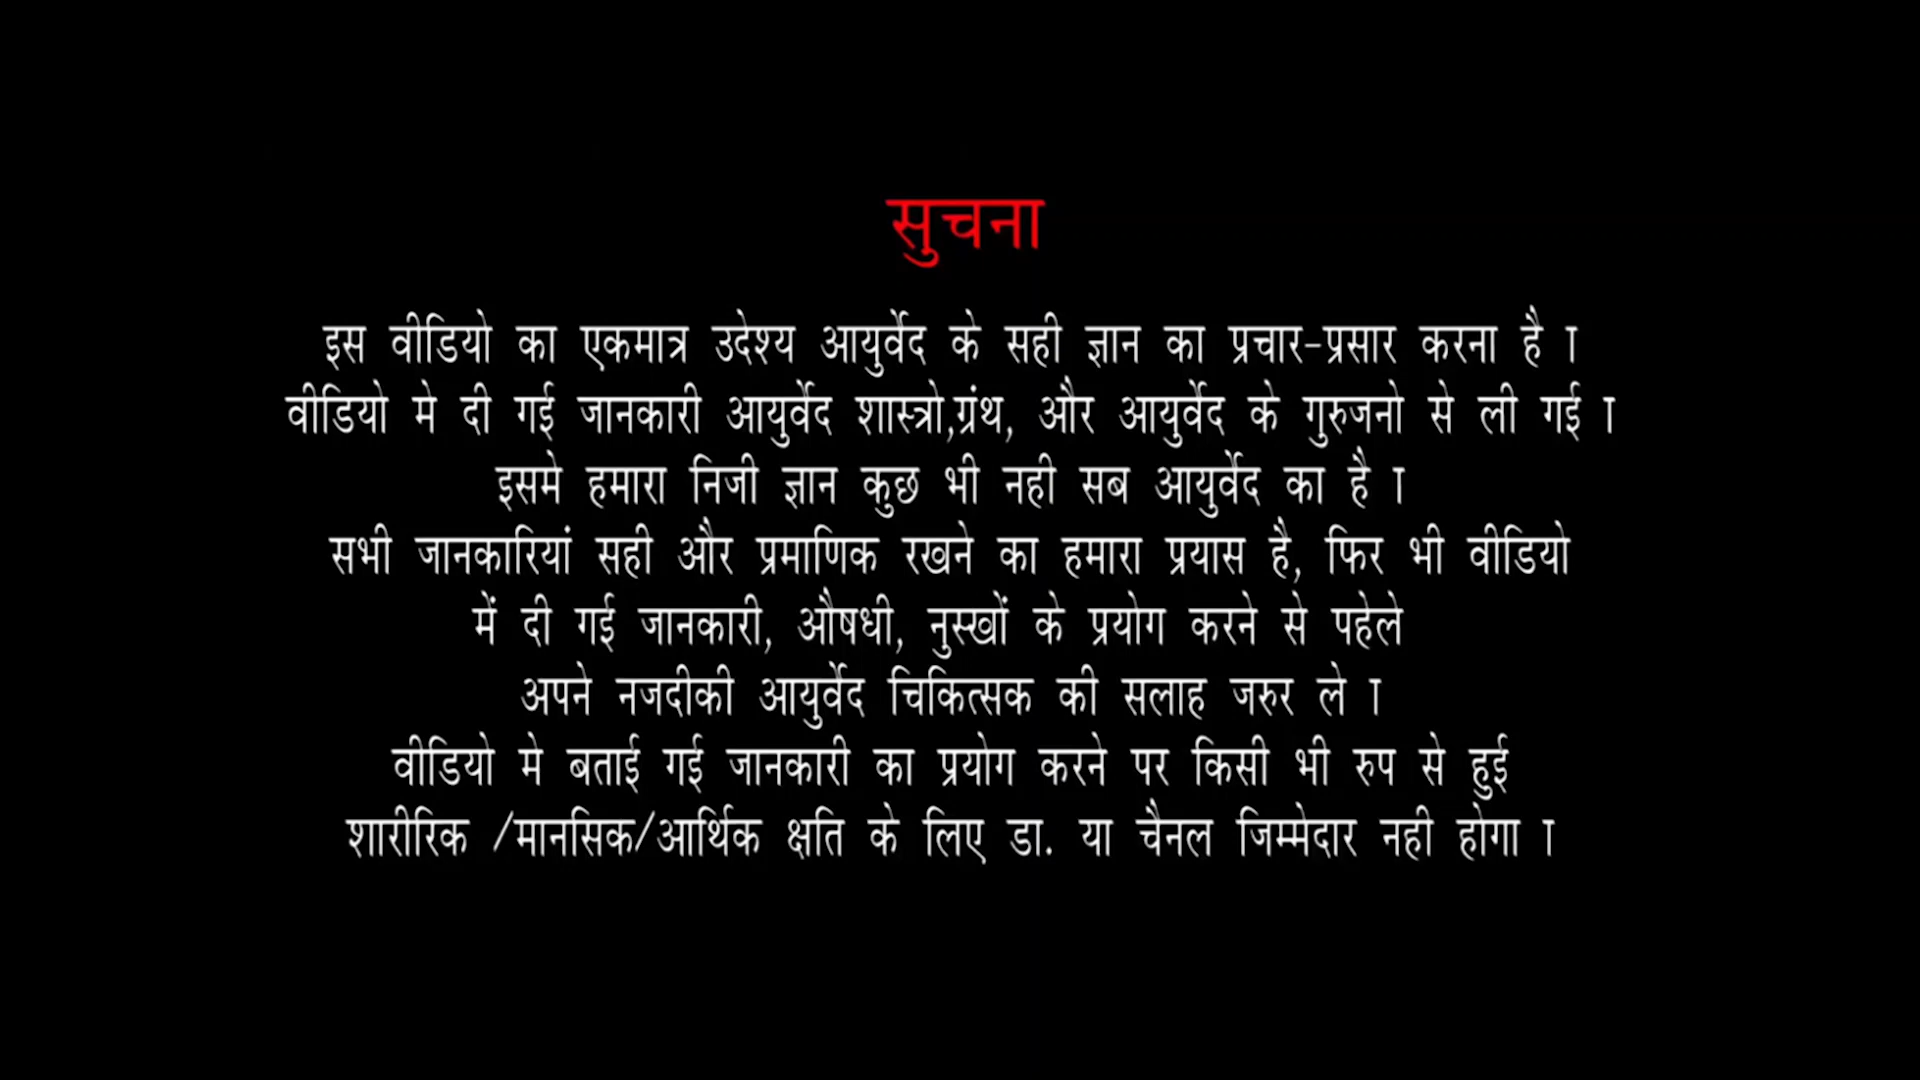 सुचना
इस वीडियो का एकमात्र उदेश्य आयुर्वेद के सही ज्ञान का प्रचार-प्रसार करना है ।
वीडियो मे दी गई जानकारी आयुर्वेद शास्त्रो,ग्रंथ, और आयुर्वेद के गुरुजनो से ली गई ।
इसमे हमारा निजी ज्ञान कुछ भी नही सब आयुर्वेद का है ।
सभी जानकारियां सही और प्रमाणिक रखने का हमारा प्रयास है, फिर भी वीडियो
में दी गई जानकारी, औषधी, नुस्खों के प्रयोग करने से पहेले
अपने नजदीकी आयुर्वेद चिकित्सक की सलाह जरुर ले ।
वीडियो मे बताई गई जानकारी का प्रयोग करने पर किसी भी रुप से हुई
शारीरिक /मानसिक/आर्थिक क्षति के लिए डा. या चैनल जिम्मेदार नही होगा ।